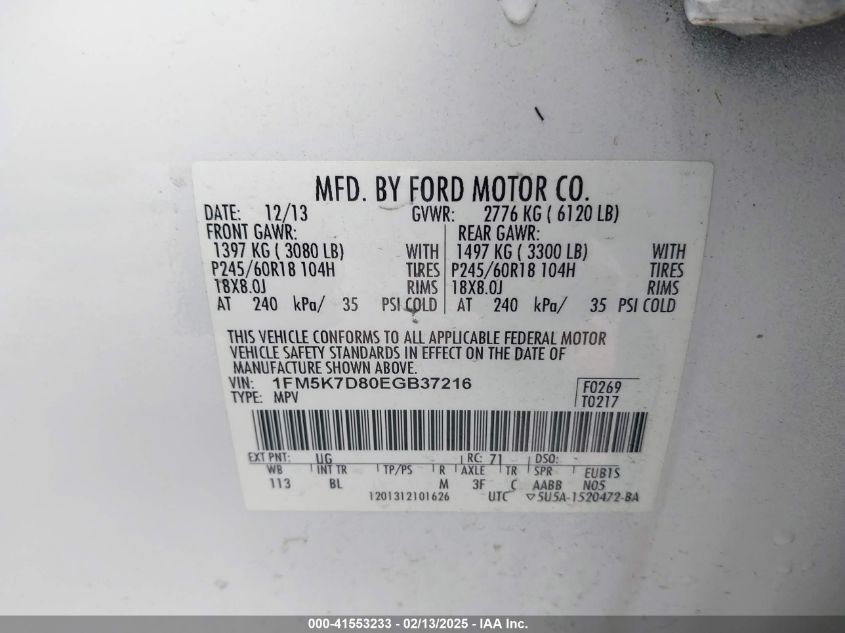 MFD. BY FORD MOTOR CO.
DATE: 12/13 GVWR: 2776 KG ( 6120 LB)
FRONT GAWR: REAR GAWR:
1397 KG ( 3080 LB) WITH 1497 KG ( 3300 LB) WITH
P245/60R18 104H TIRES P245/60R18 104H TIRES
18X8.0J RIMS 18X8.0J RIMS
AT 240 kPa/ 35 PSI COLD AT 240 kPa/ 35 PSI COLD
THIS VEHICLE CONFORMS TO ALL APPLICABLE FEDERAL MOTOR
VEHICLE SAFETY STANDARDS IN EFFECT ON THE DATE OF
MANUFACTURE SHOWN ABOVE.
VIN: 1FM5K7D80EGB37216 F0269
TYPE: MPV T0217
EXT PNT: UG RC: 71 DSO:
WB INT TR TP/PS R AXLE TR SPR EUB1S
113 BL M 3F C AABB N05
1201312101626 UTC ▽5U5A-1520472-BA
000-41553233 - 02/13/2025 - IAA Inc.